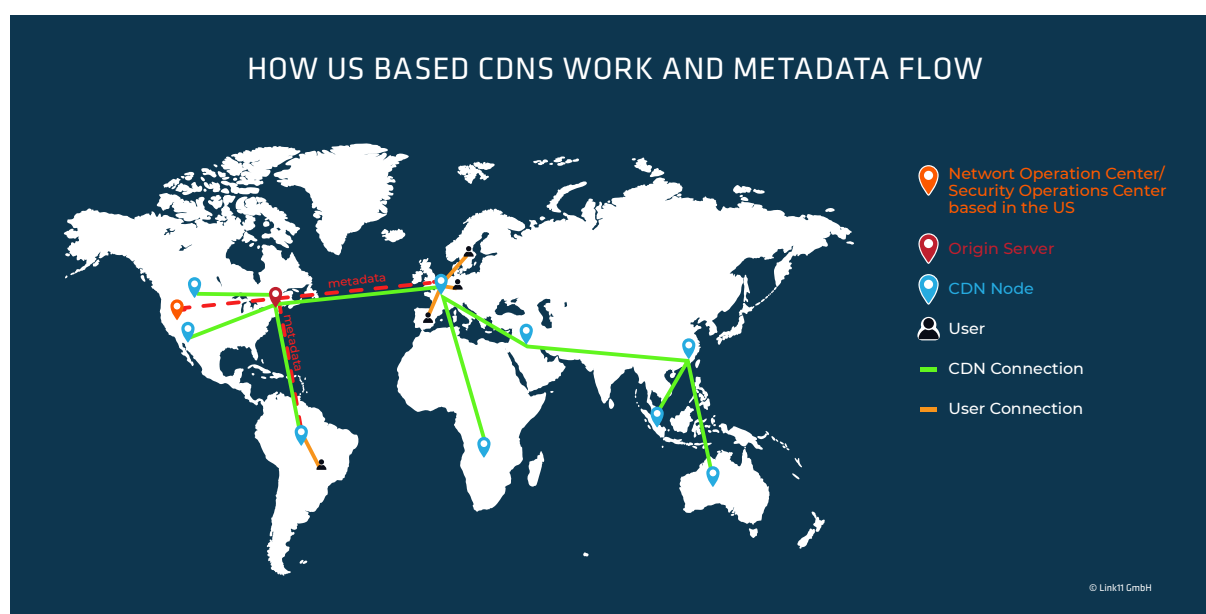 HOW US BASED CDNS WORK AND METADATA FLOW
Networt Operation Center/
Security Operations Center
based in the US
Origin Server
CDN Node
User
CDN Connection
User Connection
metadata
metadata
© Link11 GmbH